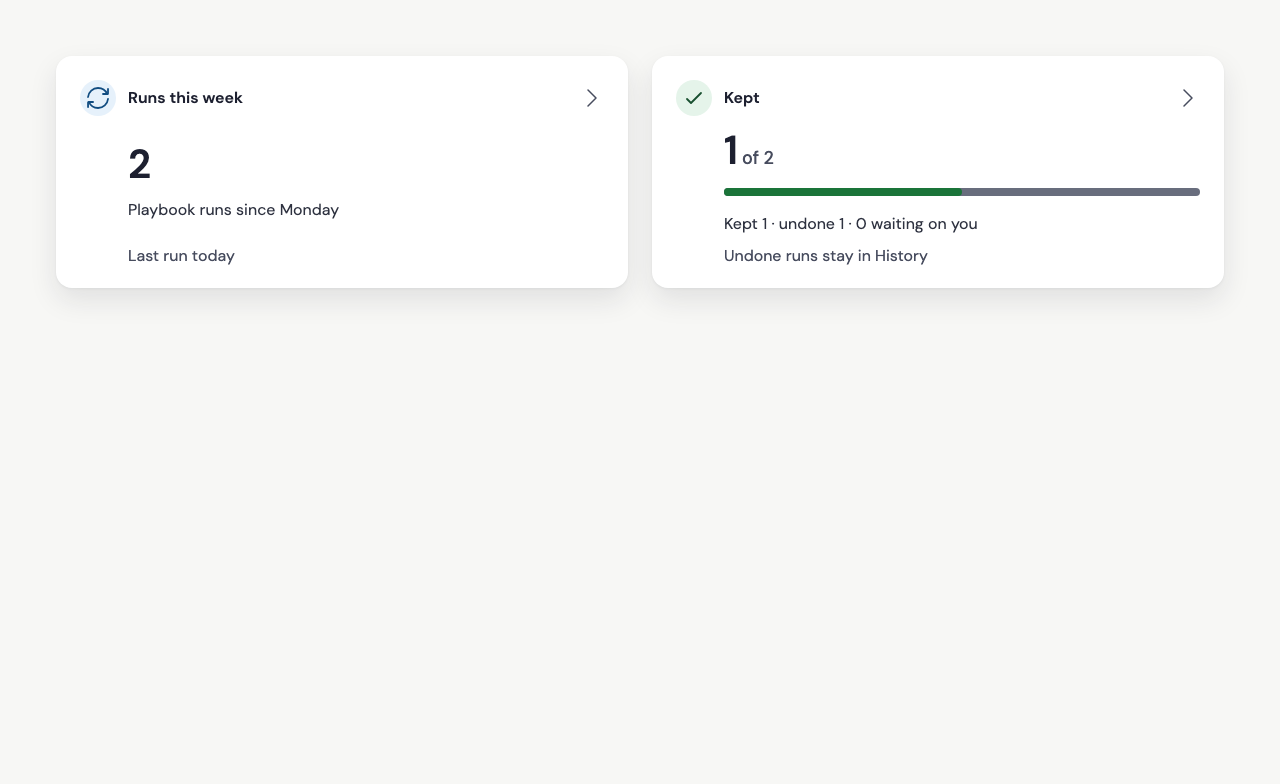 Runs this week
2
Playbook runs since Monday
Last run today
Kept
1 of 2
Kept 1 · undone 1 · 0 waiting on you
Undone runs stay in History